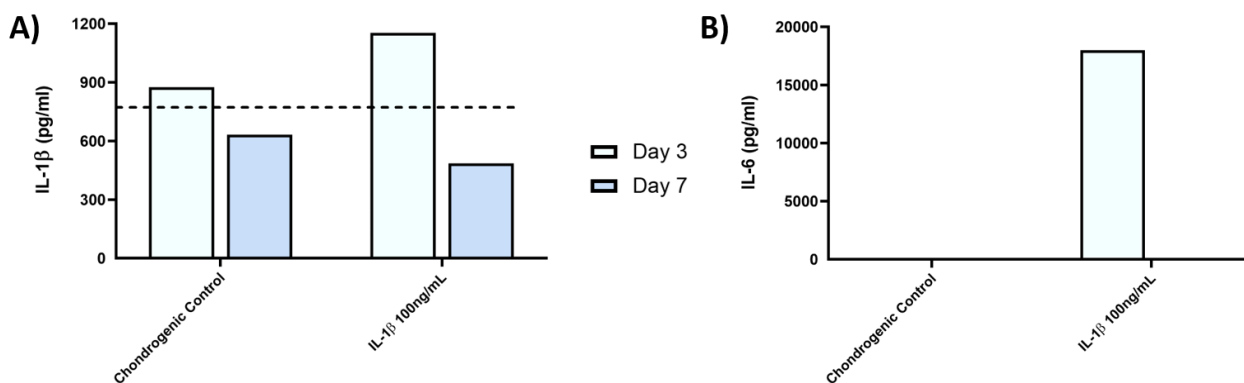 A)
IL-1β (pg/ml)
1200
900
600
300
0
Chondrogenic Control
IL-1β 100ng/mL
Day 3
Day 7
B)
IL-6 (pg/ml)
20000
15000
10000
5000
0
Chondrogenic Control
IL-1β 100ng/mL